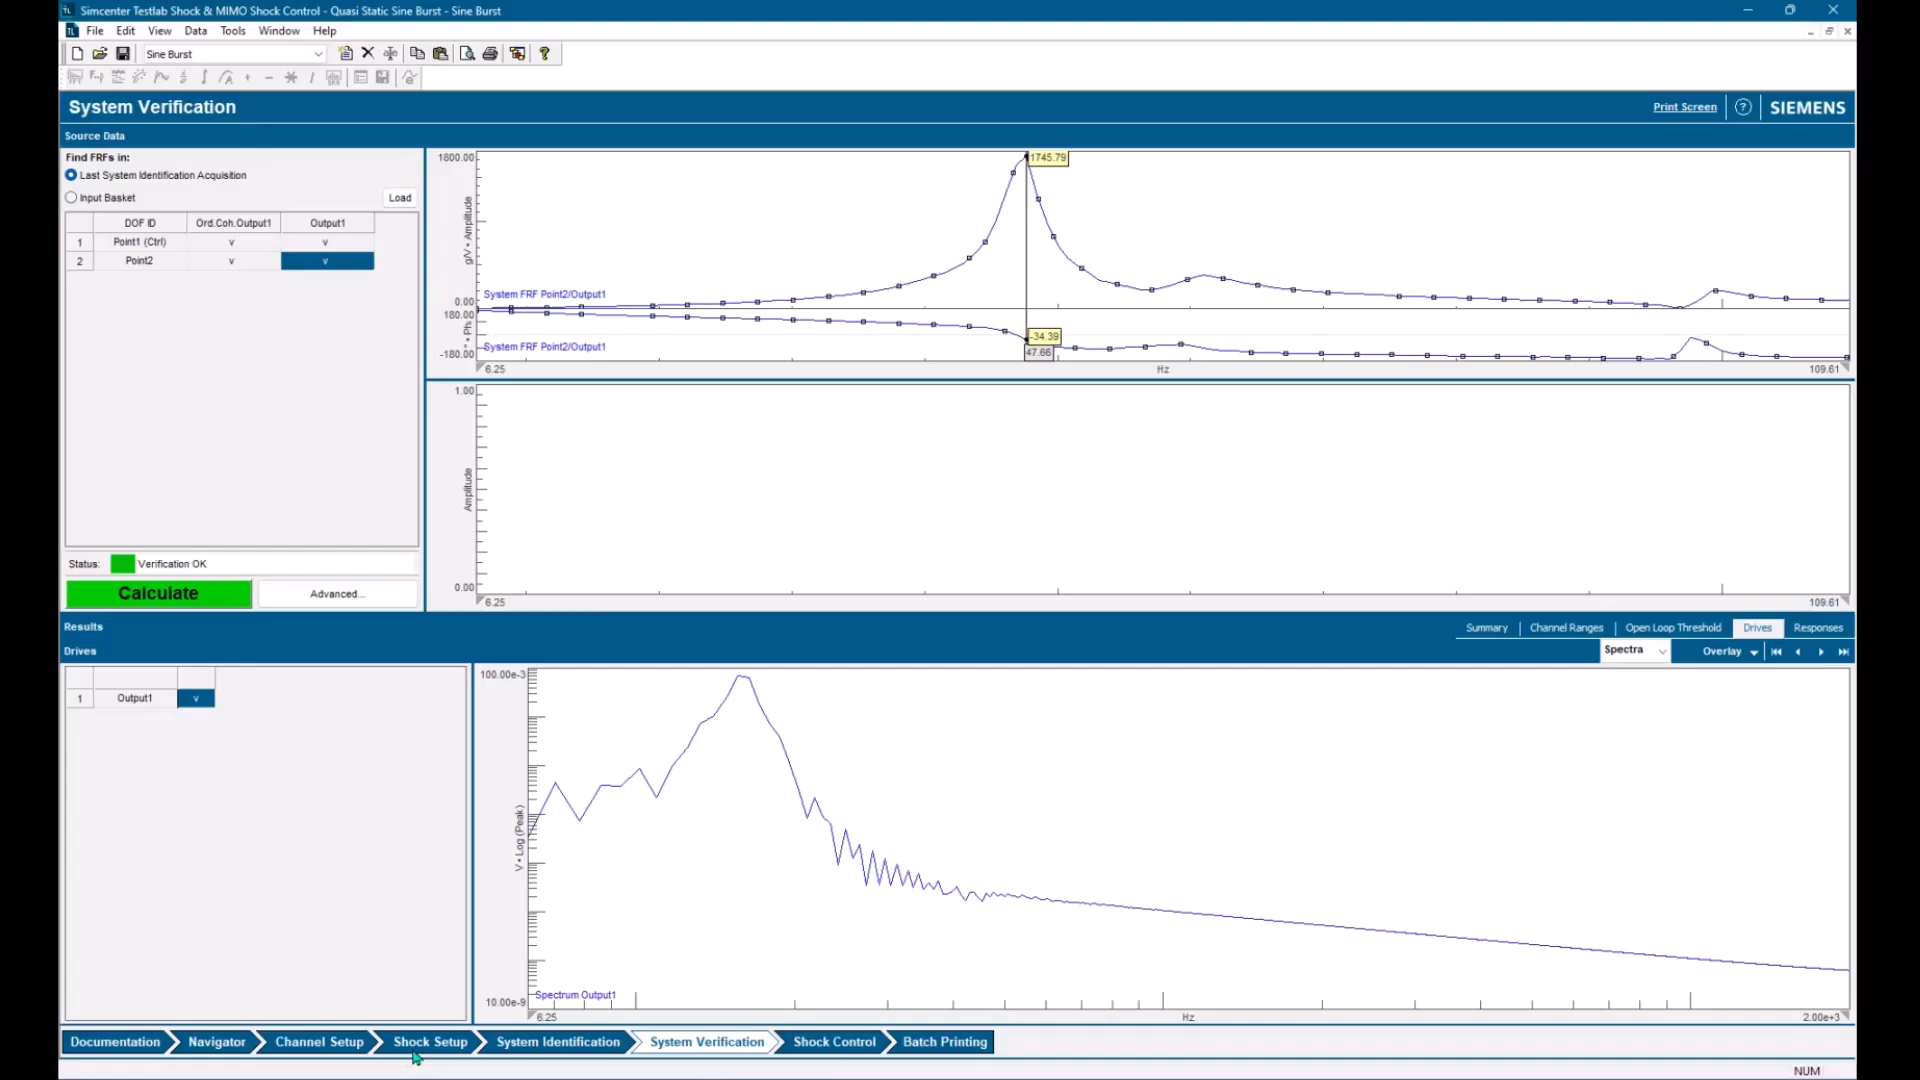 Simcenter Testlab Shock & MIMO Shock Control - Quasi Static Sine Burst - Sine Burst
File Edit View Data Tools Window Help
Sine Burst
System Verification
Print Screen
SIEMENS
Source Data
Find FRFs in:
Last System Identification Acquisition
Input Basket
Load
DOF ID Ord.Coh.Output1 Output1
1 Point1 (Ctrl) v v
2 Point2 v v
Status: Verification OK
Calculate Advanced...
1800.00
1745.79
g/V • Amplitude
0.00
System FRF Point2/Output1
180.00
-34.39
System FRF Point2/Output1
47.66
-180.00
6.25 Hz 109.61
1.00
Amplitude
0.00
6.25 109.61
Results
Summary Channel Ranges Open Loop Threshold Drives Responses
Drives
Spectra Overlay
1 Output1 v
100.00e-3
V • Log (Peak)
10.00e-9
Spectrum Output1
6.25 Hz 2.00e+3
Documentation Navigator Channel Setup Shock Setup System Identification System Verification Shock Control Batch Printing
NUM